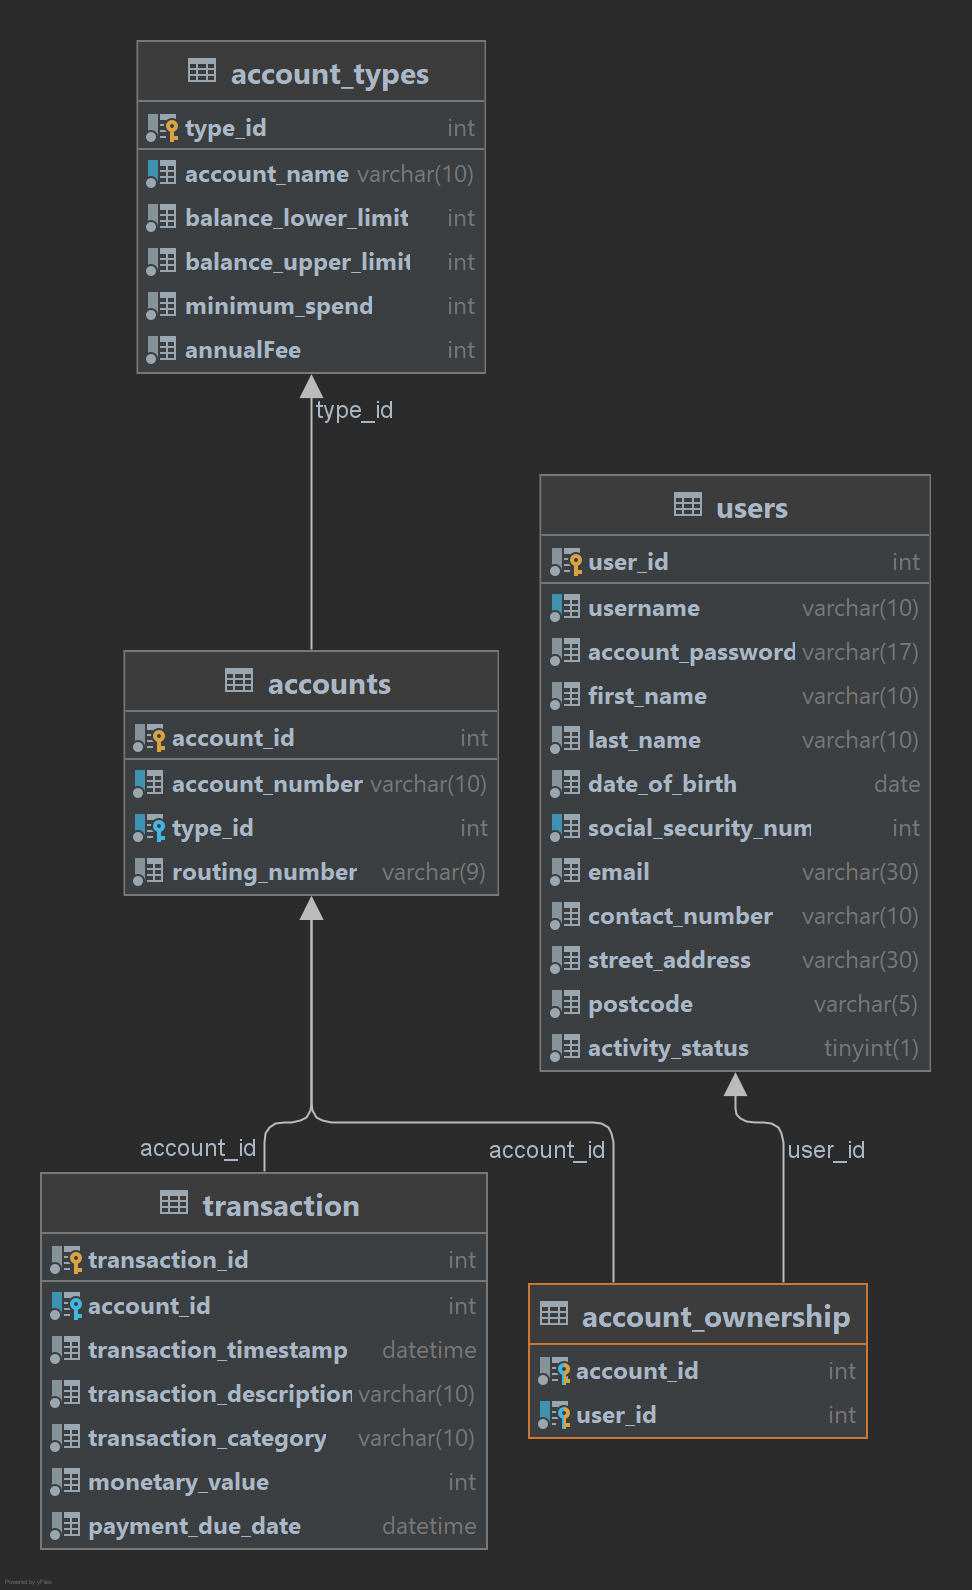 account_types
type_id int
account_name varchar(10)
balance_lower_limit int
balance_upper_limit int
minimum_spend int
annualFee int
type_id
users
user_id int
username varchar(10)
account_password varchar(17)
first_name varchar(10)
last_name varchar(10)
date_of_birth date
social_security_num int
email varchar(30)
contact_number varchar(10)
street_address varchar(30)
postcode varchar(5)
activity_status tinyint(1)
accounts
account_id int
account_number varchar(10)
type_id int
routing_number varchar(9)
account_id
account_id
user_id
transaction
transaction_id int
account_id int
transaction_timestamp datetime
transaction_description varchar(10)
transaction_category varchar(10)
monetary_value int
payment_due_date datetime
account_ownership
account_id int
user_id int
Powered by yFiles